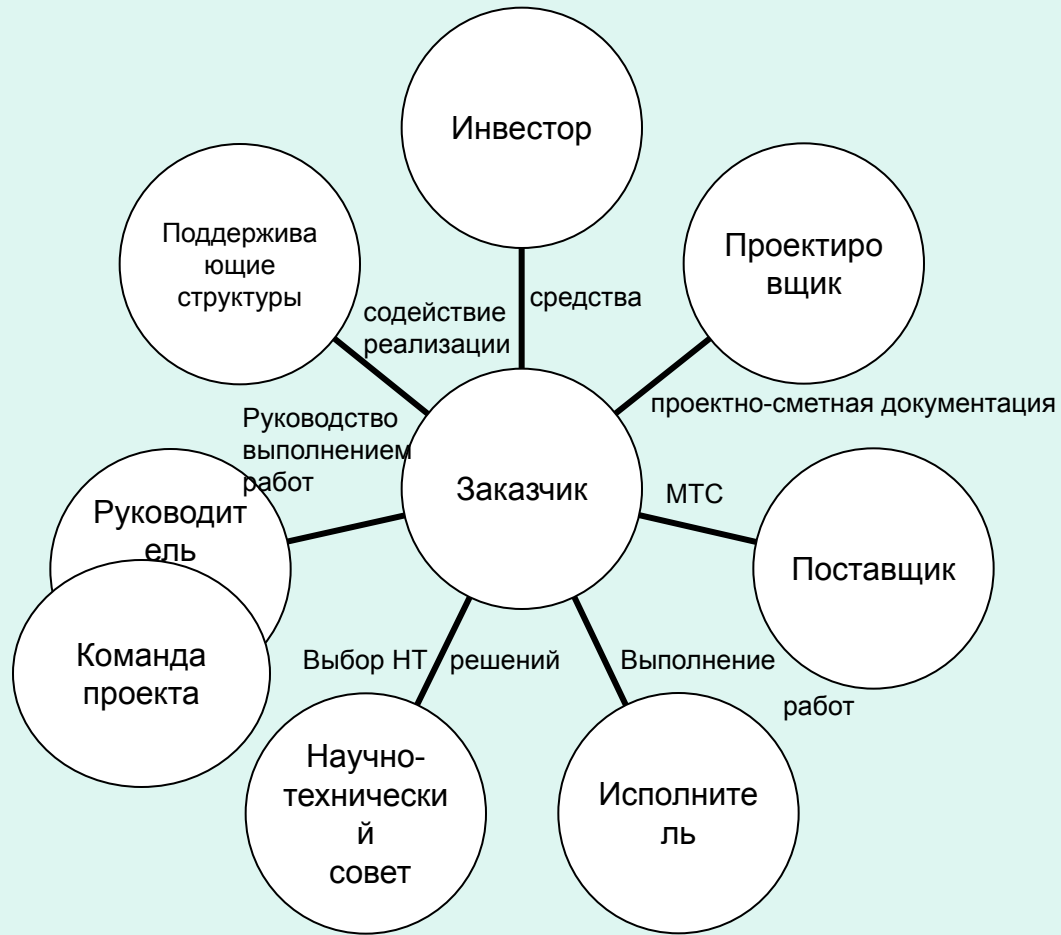 Инвестор
Поддержива
ющие
структуры
Проектиро
вщик
содействие
реализации
средства
проектно-сметная документация
Руководство
выполнением
работ
Заказчик
МТС
Руководит
ель
Поставщик
Команда
проекта
Выбор НТ решений
Выполнение
работ
Научно-
технически
й
совет
Исполните
ль